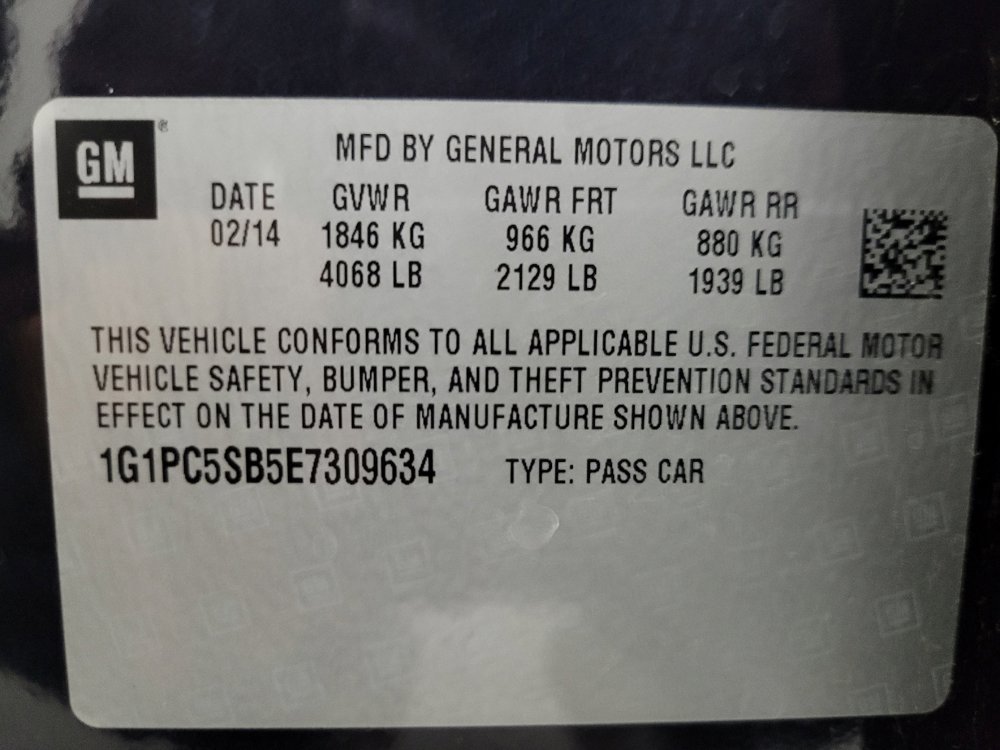 GM ®
MFD BY GENERAL MOTORS LLC
DATE GVWR GAWR FRT GAWR RR
02/14 1846 KG 966 KG 880 KG
4068 LB 2129 LB 1939 LB
THIS VEHICLE CONFORMS TO ALL APPLICABLE U.S. FEDERAL MOTOR
VEHICLE SAFETY, BUMPER, AND THEFT PREVENTION STANDARDS IN
EFFECT ON THE DATE OF MANUFACTURE SHOWN ABOVE.
1G1PC5SB5E7309634 TYPE: PASS CAR